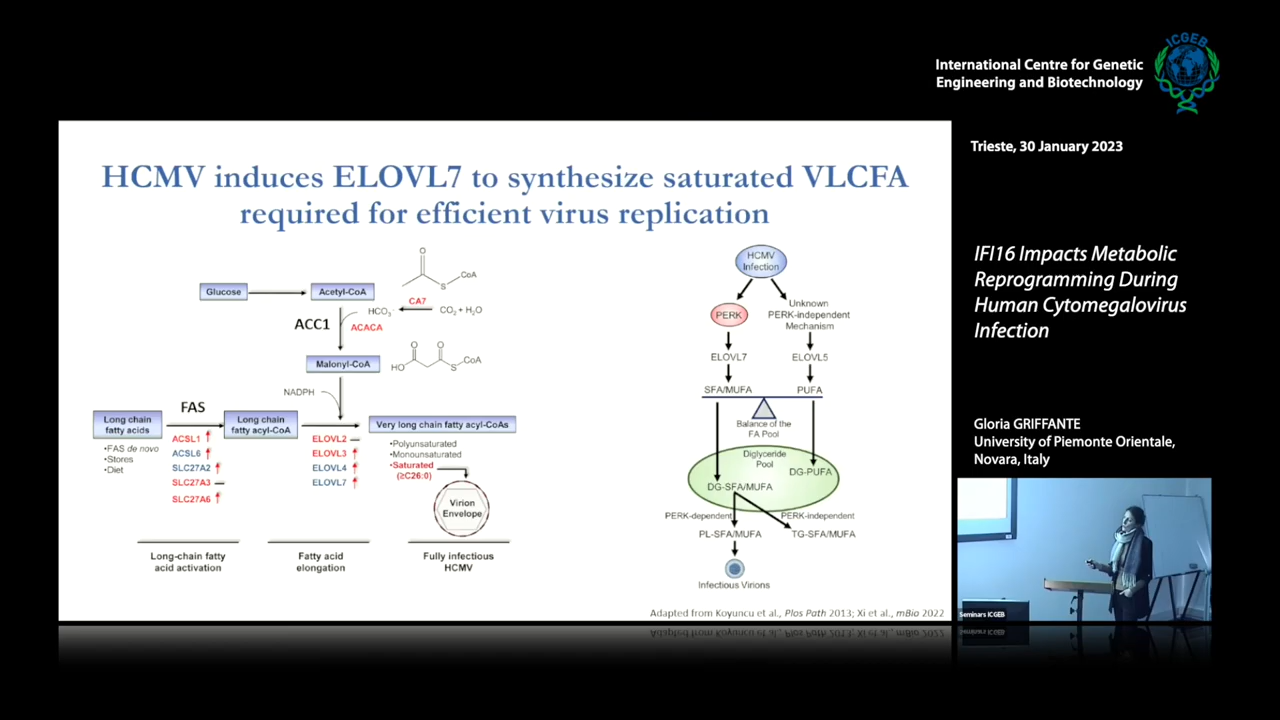 ICGEB
International Centre for Genetic
Engineering and Biotechnology
Trieste, 30 January 2023
IFI16 Impacts Metabolic
Reprogramming During
Human Cytomegalovirus
Infection
Gloria GRIFFANTE
University of Piemonte Orientale,
Novara, Italy
Seminars ICGEB
HCMV induces ELOVL7 to synthesize saturated VLCFA
required for efficient virus replication
Glucose
Acetyl-CoA
S
CoA
O
HCO3-
CA7
CO2 + H2O
ACC1
ACACA
Malonyl-CoA
O
O
HO
S
CoA
NADPH
FAS
Long chain
fatty acids
Long chain
fatty acyl-CoA
Very long chain fatty acyl-CoAs
•FAS de novo
•Stores
•Diet
ACSL1
ACSL6
SLC27A2
SLC27A3
SLC27A6
ELOVL2
ELOVL3
ELOVL4
ELOVL7
•Polyunsaturated
•Monounsaturated
•Saturated
(≥C26:0)
Virion
Envelope
Long-chain fatty
acid activation
Fatty acid
elongation
Fully infectious
HCMV
HCMV
Infection
PERK
Unknown
PERK-independent
Mechanism
ELOVL7
ELOVL5
SFA/MUFA
PUFA
Balance of the
FA Pool
Diglyceride
Pool
DG-PUFA
DG-SFA/MUFA
PERK-dependent
PERK-independent
PL-SFA/MUFA
TG-SFA/MUFA
Infectious Virions
Adapted from Koyuncu et al., Plos Path 2013; Xi et al., mBio 2022